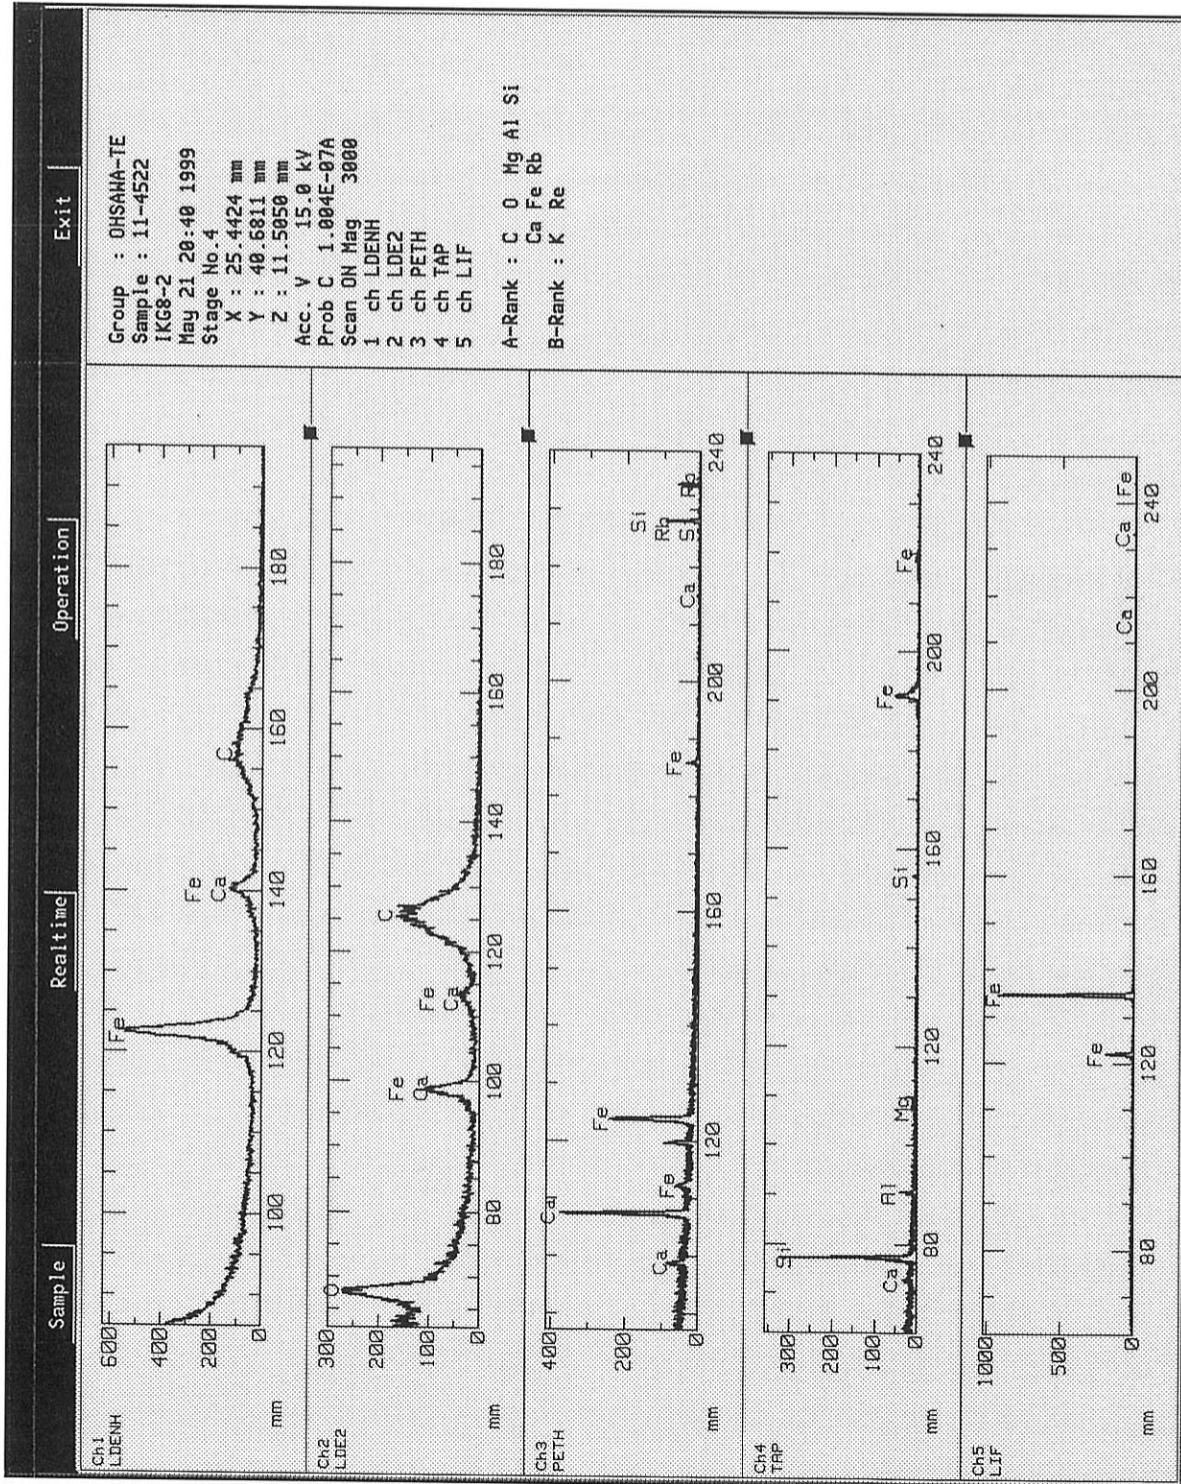 Sample Realtime Operation Exit
Ch1
LDENH
600
400
200
0
Fe
Fe
Ca
C
mm 100 120 140 160 180
Ch2
LDE2
300
200
100
0
O
Fe
Ca
Fe
Ca
C
mm 80 100 120 140 160 180
Ch3
PETH
400
200
0
Ca
Ca
Fe
Fe
Fe
Ca
Si
Rb
Si
Rb
mm 120 160 200 240
Ch4
TAP
300
200
100
0
Ca
Si
Al
Mg
Si
Fe
Fe
mm 80 120 160 200 240
Ch5
LIF
1000
500
0
Fe
Fe
Ca
Ca
Fe
mm 80 120 160 200 240
Group : OHSAWA-TE
Sample : 11-4522
IKG8-2
May 21 20:40 1999
Stage No.4
X : 25.4424 mm
Y : 40.6811 mm
Z : 11.5050 mm
Acc. V 15.0 kV
Prob C 1.004E-07A
Scan ON Mag 3000
1 ch LDENH
2 ch LDE2
3 ch PETH
4 ch TAP
5 ch LIF
A-Rank : C O Mg Al Si
Ca Fe Rb
B-Rank : K Re